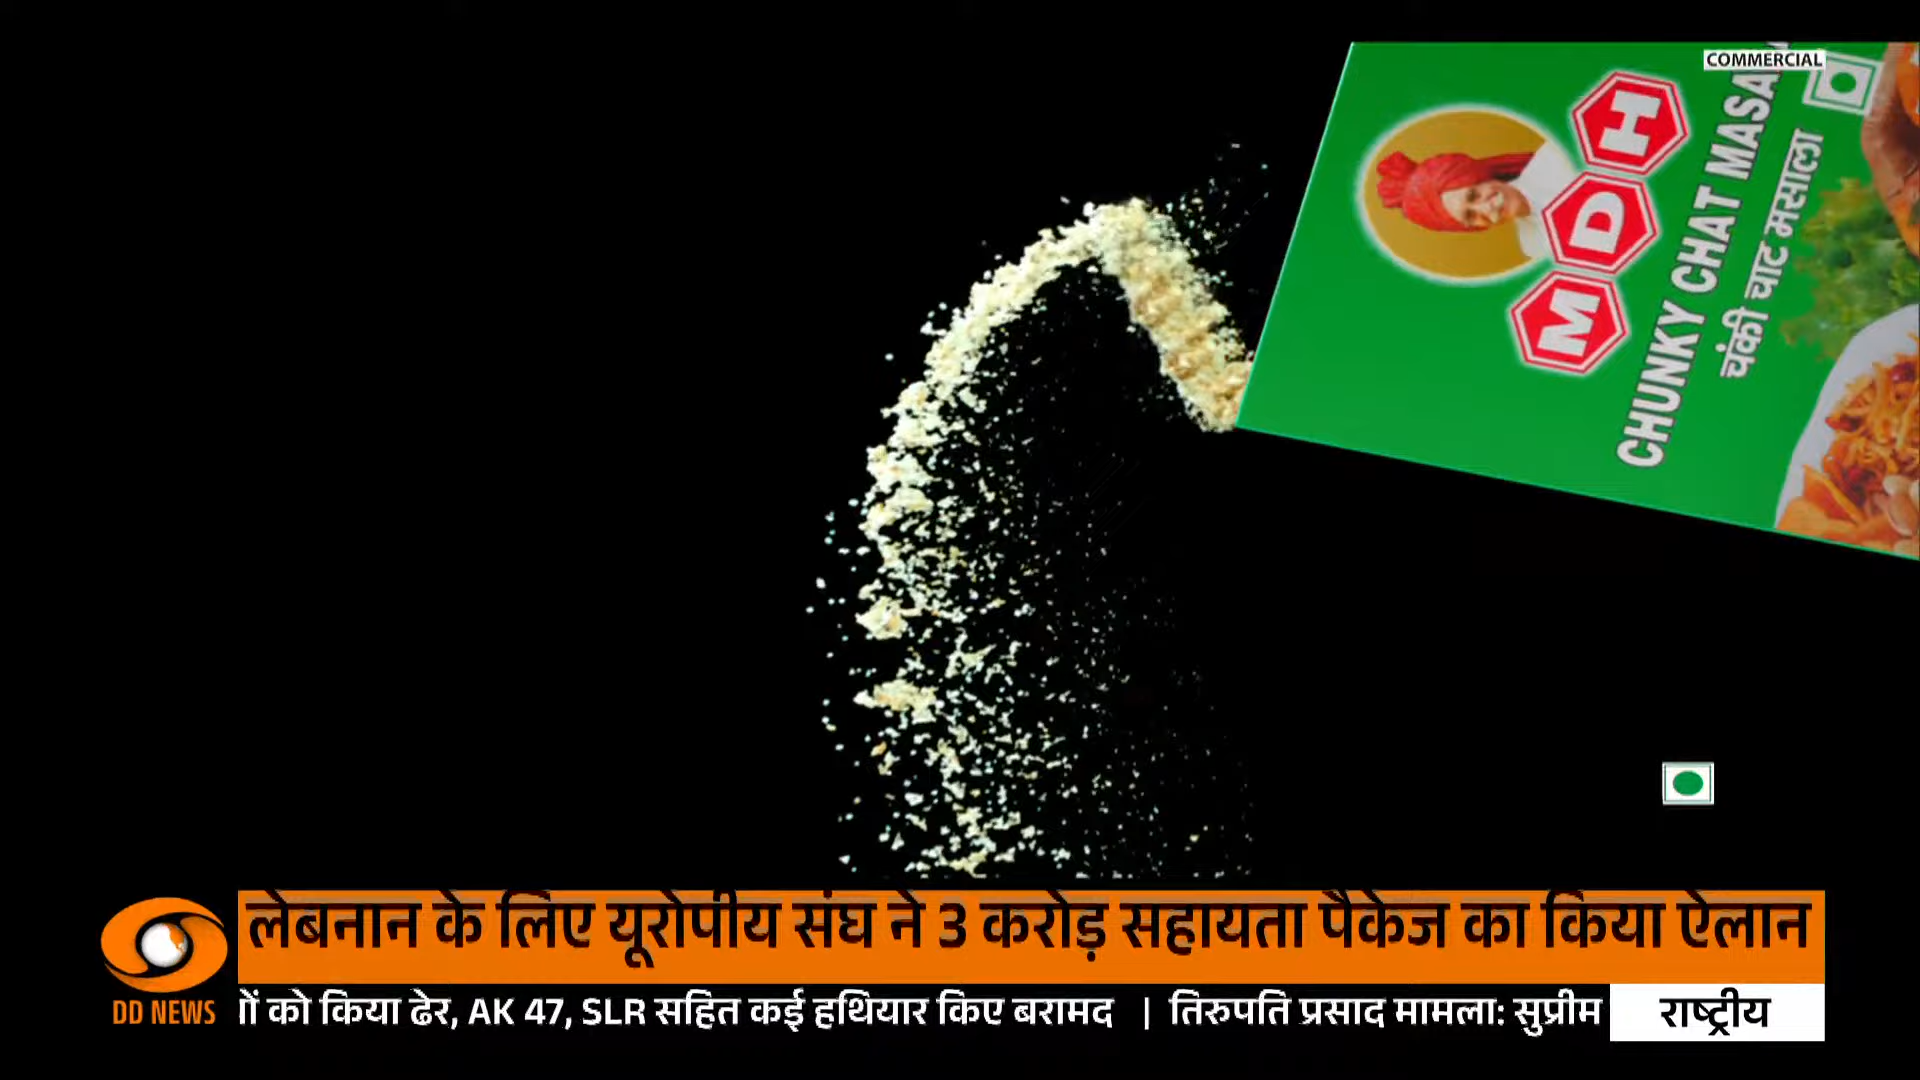 COMMERCIAL
MDH
CHUNKY CHAT
चंकी चाट मसाला
लेबनान के लिए यूरोपीय संघ ने 3 करोड़ सहायता पैकेज का किया ऐलान
DD NEWS
को किया ढेर, AK 47, SLR सहित कई हथियार किए बरामद | तिरुपति प्रसाद मामला: सुप्रीम
राष्ट्रीय